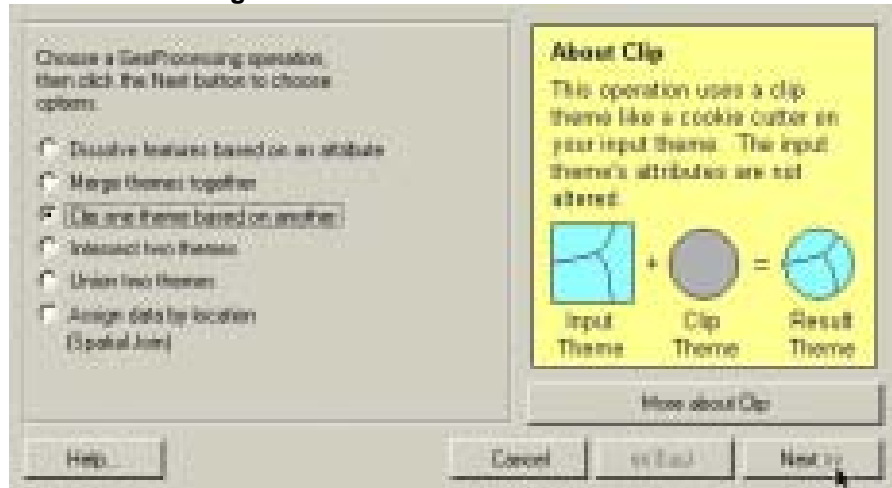 Choose a GeoProcessing operation,
then click the Next button to choose
options.
Dissolve features based on an attribute
Merge themes together
Clip one theme based on another
Intersect two themes
Union two themes
Assign data by location
(Spatial Join)
About Clip
This operation uses a clip
theme like a cookie cutter on
your input theme. The input
theme's attributes are not
altered.
+ =
Input Clip Result
Theme Theme Theme
More about Clip
Help...
Cancel
<< Back
Next >>